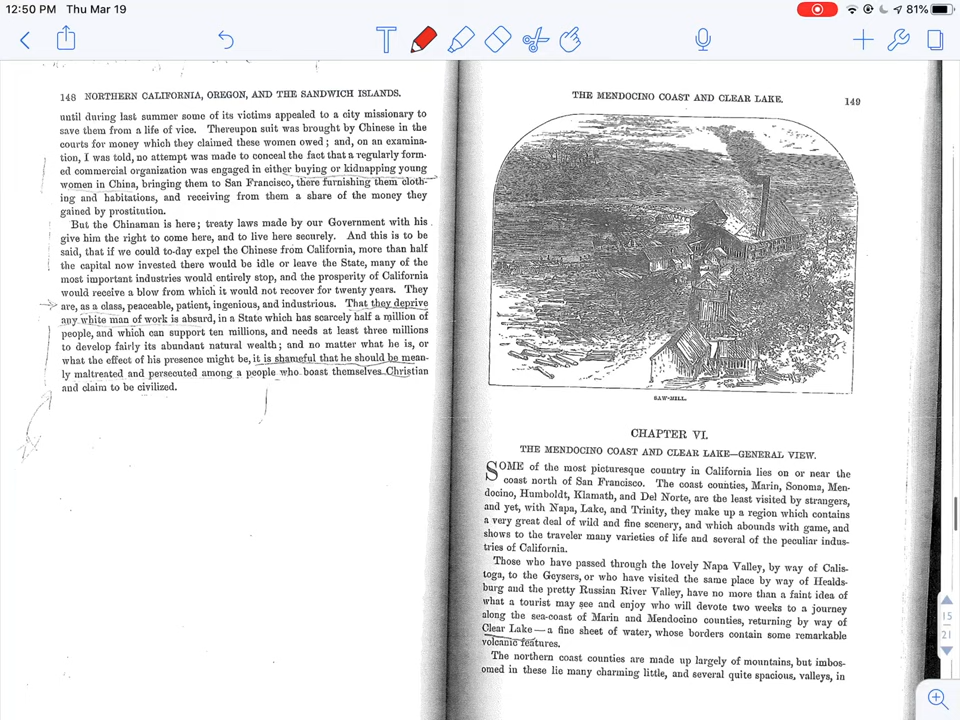 12:50 PM Thu Mar 19
81%
148 NORTHERN CALIFORNIA, OREGON, AND THE SANDWICH ISLANDS.
until during last summer some of its victims appealed to a city missionary to
save them from a life of vice. Thereupon suit was brought by Chinese in the
courts for money which they claimed these women owed; and, on an examina-
tion, I was told, no attempt was made to conceal the fact that a regularly form-
ed commercial organization was engaged in either buying or kidnapping young
women in China, bringing them to San Francisco, there furnishing them cloth-
ing and habitations, and receiving from them a share of the money they
gained by prostitution.
But the Chinaman is here; treaty laws made by our Government with his
give him the right to come here, and to live here securely. And this is to be
said, that if we could to-day expel the Chinese from California, more than half
the capital now invested there would be idle or leave the State, many of the
most important industries would entirely stop, and the prosperity of California
would receive a blow from which it would not recover for twenty years. They
are, as a class, peaceable, patient, ingenious, and industrious. That they deprive
any white man of work is absurd, in a State which has scarcely half a million of
people, and which can support ten millions, and needs at least three millions
to develop fairly its abundant natural wealth; and no matter what he is, or
what the effect of his presence might be, it is shameful that he should be mean-
ly maltreated and persecuted among a people who boast themselves Christian
and claim to be civilized.
THE MENDOCINO COAST AND CLEAR LAKE. 149
SAW-MILL.
CHAPTER VI.
THE MENDOCINO COAST AND CLEAR LAKE—GENERAL VIEW.
SOME of the most picturesque country in California lies on or near the
coast north of San Francisco. The coast counties, Marin, Sonoma, Men-
docino, Humboldt, Klamath, and Del Norte, are the least visited by strangers,
and yet, with Napa, Lake, and Trinity, they make up a region which contains
a very great deal of wild and fine scenery, and which abounds with game, and
shows to the traveler many varieties of life and several of the peculiar indus-
tries of California.
Those who have passed through the lovely Napa Valley, by way of Calis-
toga, to the Geysers, or who have visited the same place by way of Healds-
burg and the pretty Russian River Valley, have no more than a faint idea of
what a tourist may see and enjoy who will devote two weeks to a journey
along the sea-coast of Marin and Mendocino counties, returning by way of
Clear Lake—a fine sheet of water, whose borders contain some remarkable
volcanic features.
The northern coast counties are made up largely of mountains, but imbos-
omed in these lie many charming little, and several quite spacious, valleys, in
15
21